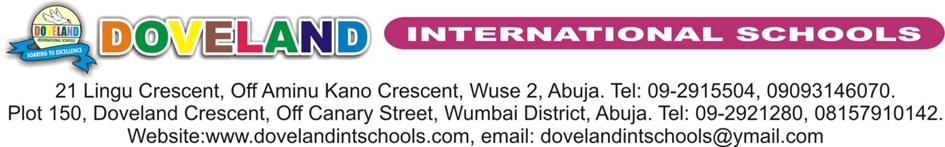 DOVELAND
INTERNATIONAL SCHOOLS
SOARING TO EXCELLENCE
DOVELAND INTERNATIONAL SCHOOLS
21 Lingu Crescent, Off Aminu Kano Crescent, Wuse 2, Abuja. Tel: 09-2915504, 09093146070.
Plot 150, Doveland Crescent, Off Canary Street, Wumbai District, Abuja. Tel: 09-2921280, 08157910142.
Website:www.dovelandintschools.com, email: dovelandintschools@ymail.com